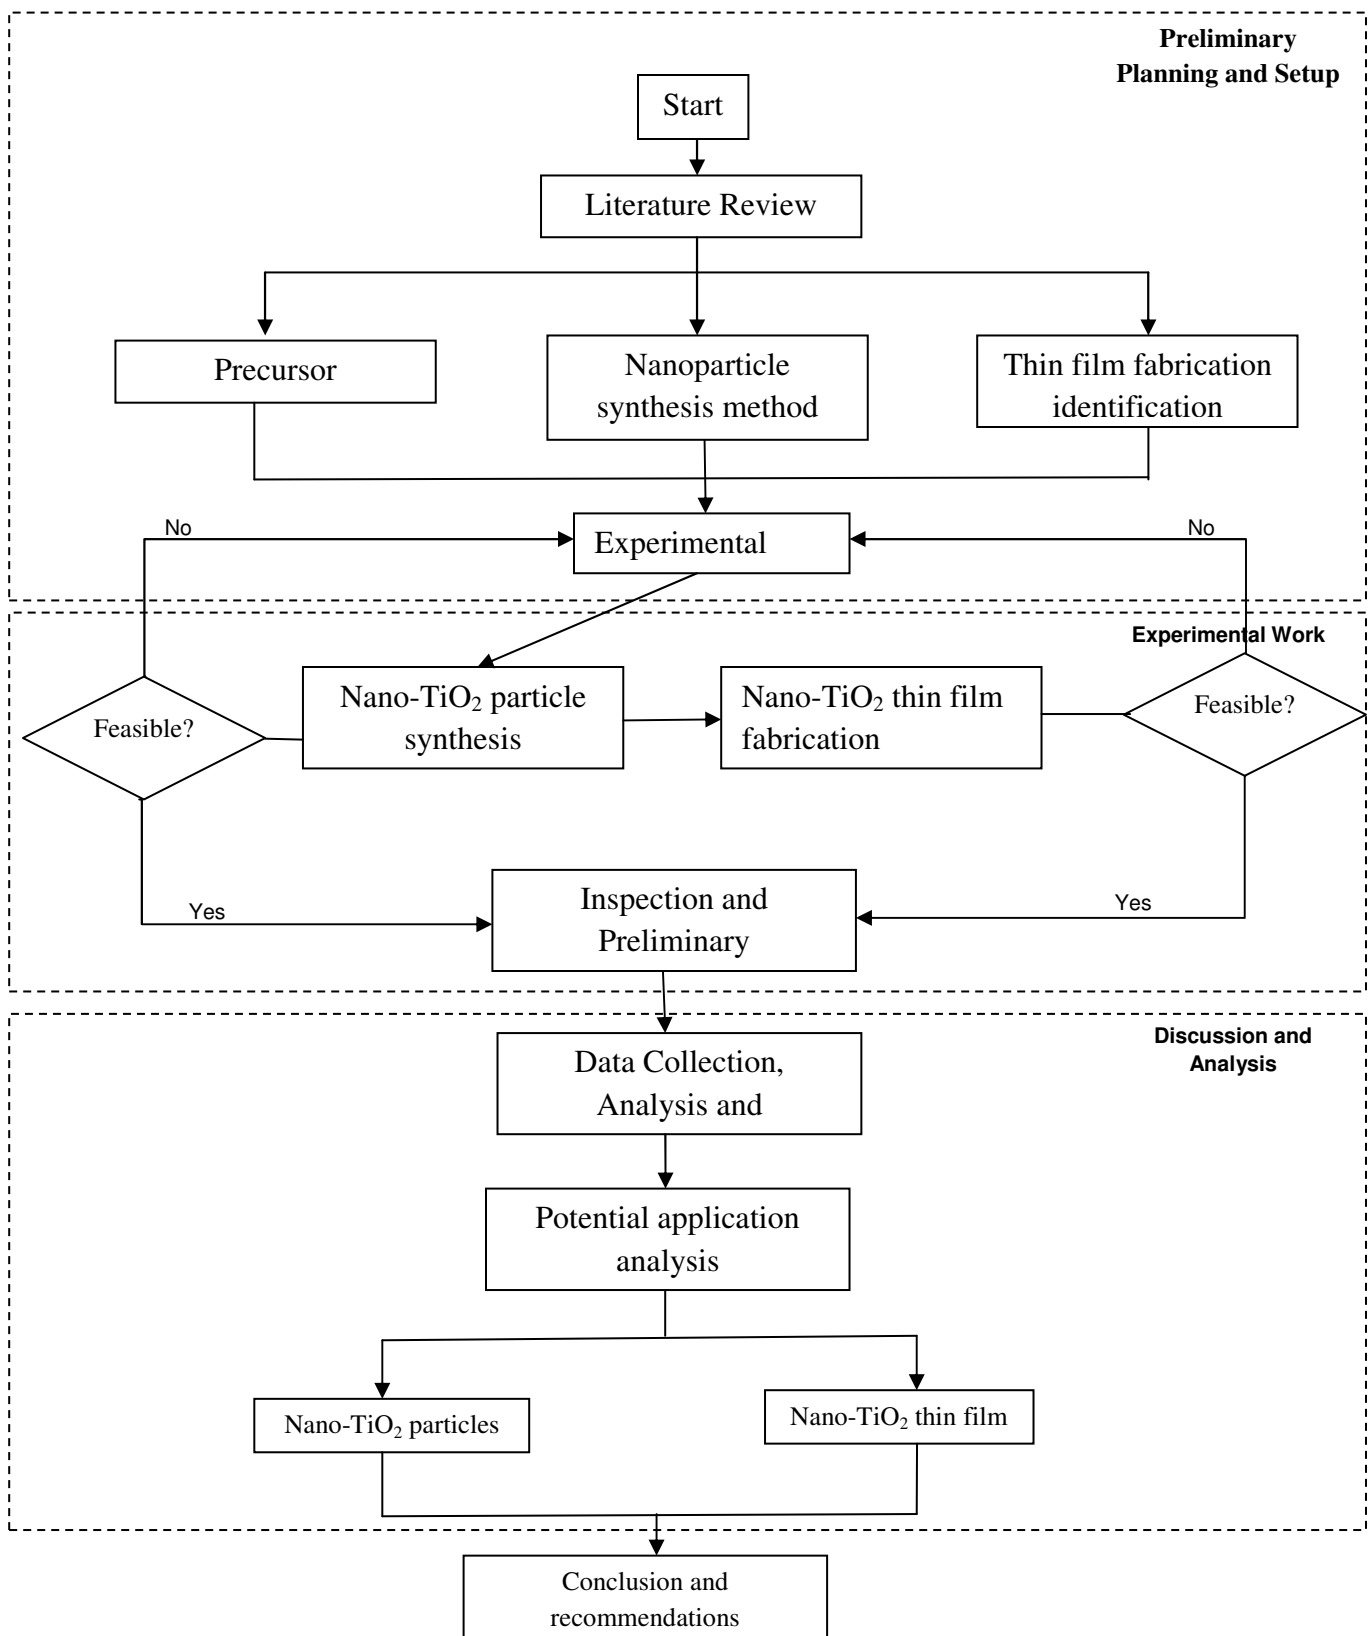 Preliminary
Planning and Setup
Start
Literature Review
Precursor
Nanoparticle
synthesis method
Thin film fabrication
identification
No
No
Experimental
Experimental Work
Feasible?
Nano-TiO₂ particle
synthesis
Nano-TiO₂ thin film
fabrication
Feasible?
Yes
Inspection and
Preliminary
Yes
Data Collection,
Analysis and
Discussion and
Analysis
Potential application
analysis
Nano-TiO₂ particles
Nano-TiO₂ thin film
Conclusion and
recommendations